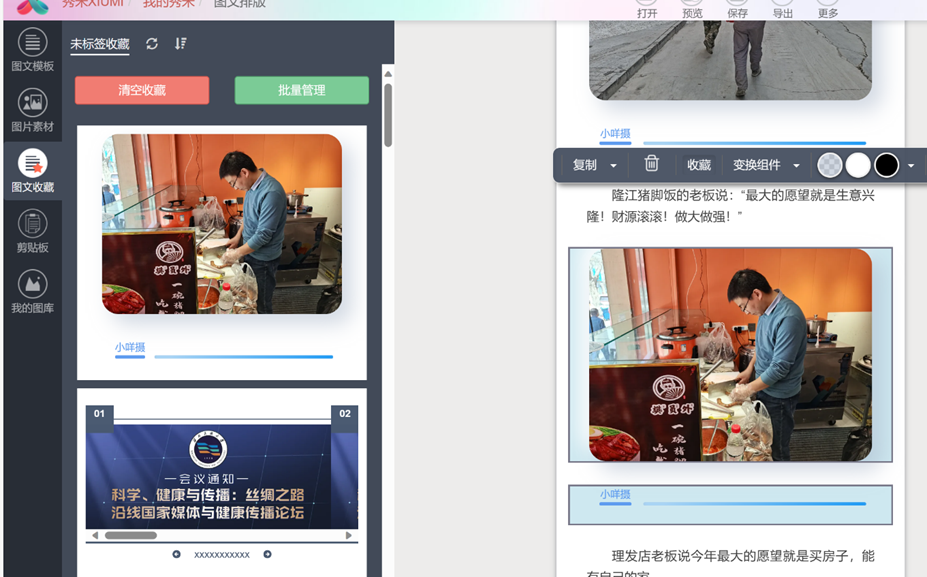 秀米XIUMI / 我的秀米 / 图文排版
打开 预览 保存 导出 更多
图文模板
图片素材
图文收藏
剪贴板
我的图库
未标签收藏
清空收藏 批量管理
一碗
小咩摄
01 02
会议通知
科学、健康与传播：丝绸之路
沿线国家媒体与健康传播论坛
xxxxxxxxxxx
小咩摄
复制 收藏 变换组件
隆江猪脚饭的老板说：“最大的愿望就是生意兴
隆！财源滚滚！做大做强！”
一碗
小咩摄
理发店老板说今年最大的愿望就是买房子，能
有自己的家